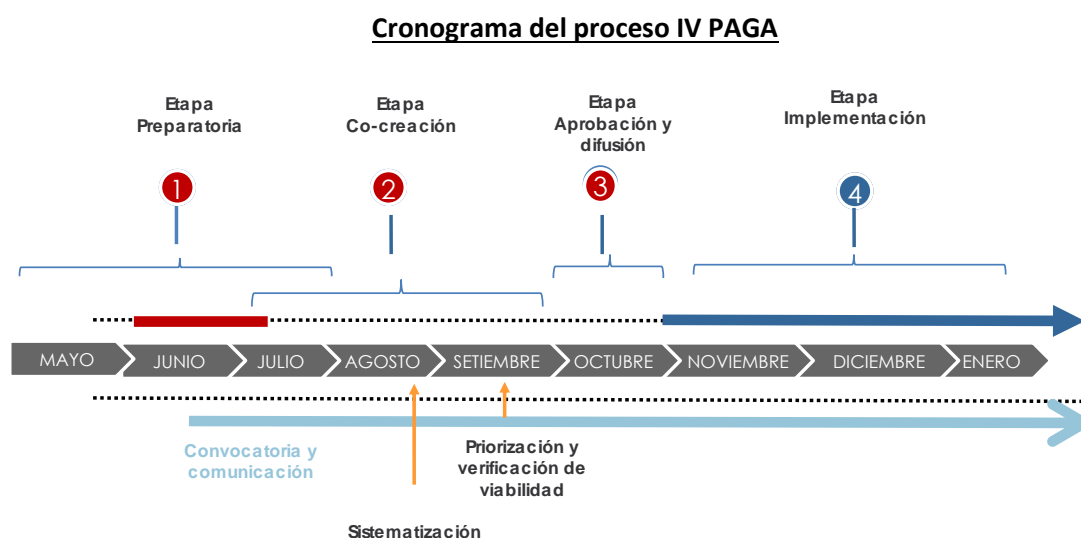 Cronograma del proceso IV PAGA
Etapa
Preparatoria
Etapa
Co-creación
Etapa
Aprobación y
difusión
Etapa
Implementación
1
2
3
4
MAYO
JUNIO
JULIO
AGOSTO
SETIEMBRE
OCTUBRE
NOVIEMBRE
DICIEMBRE
ENERO
Convocatoria y
comunicación
Priorización y
verificación de
viabilidad
Sistematización